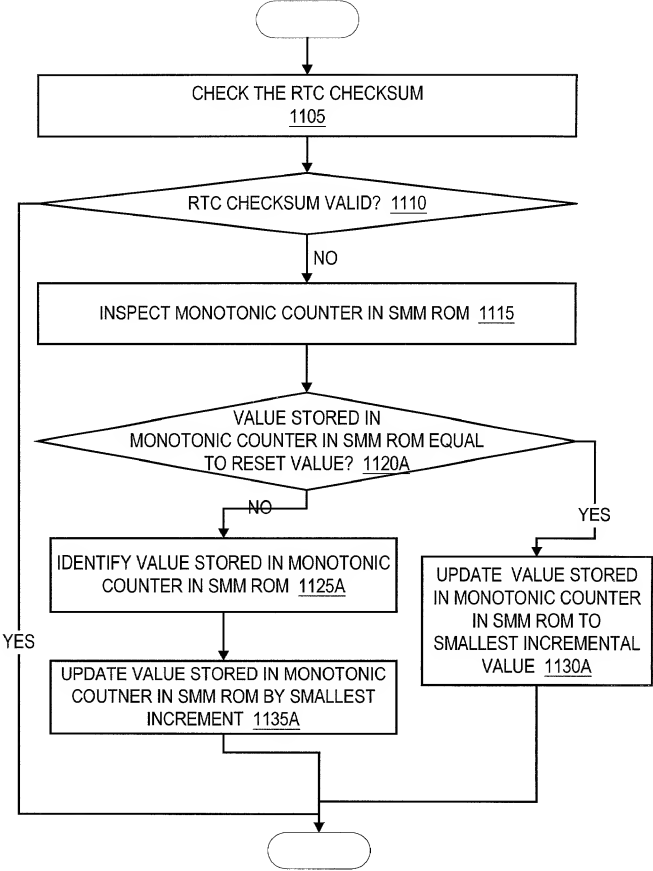 CHECK THE RTC CHECKSUM
1105
RTC CHECKSUM VALID? 1110
NO
INSPECT MONOTONIC COUNTER IN SMM ROM 1115
VALUE STORED IN
MONOTONIC COUNTER IN SMM ROM EQUAL
TO RESET VALUE? 1120A
NO
YES
IDENTIFY VALUE STORED IN MONOTONIC
COUNTER IN SMM ROM 1125A
UPDATE VALUE STORED
IN MONOTONIC COUNTER
IN SMM ROM TO
SMALLEST INCREMENTAL
VALUE 1130A
YES
UPDATE VALUE STORED IN MONOTONIC
COUTNER IN SMM ROM BY SMALLEST
INCREMENT 1135A